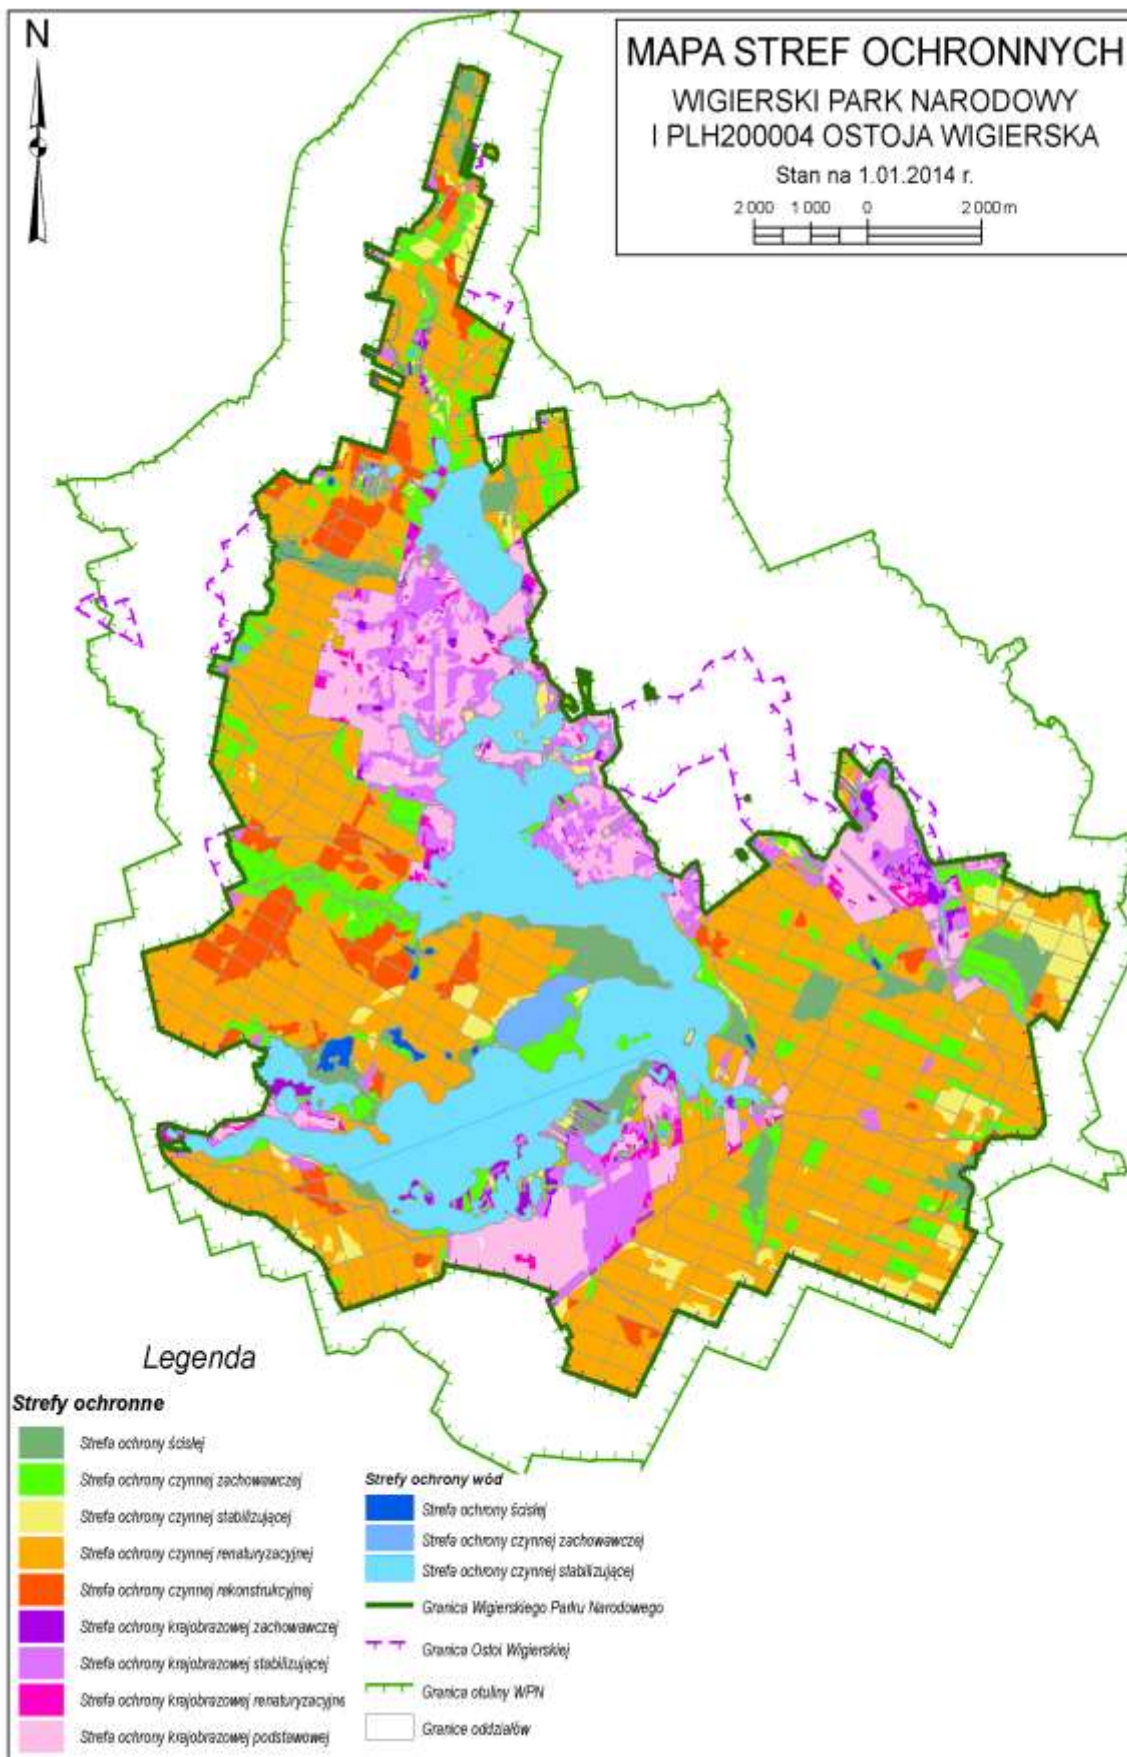 N
MAPA STREF OCHRONNYCH
WIGIERSKI PARK NARODOWY
I PLH200004 OSTOJA WIGIERSKA
Stan na 1.01.2014 r.
2 000 1 000 0 2 000 m
Legenda
Strefy ochronne
Strefa ochrony ścisłej
Strefa ochrony czynnej zachowawczej
Strefa ochrony czynnej stabilizującej
Strefa ochrony czynnej renaturyzacyjnej
Strefa ochrony czynnej rekonstrukcyjnej
Strefa ochrony krajobrazowej zachowawczej
Strefa ochrony krajobrazowej stabilizującej
Strefa ochrony krajobrazowej renaturyzacyjne
Strefa ochrony krajobrazowej podstawowej
Strefy ochrony wód
Strefa ochrony ścisłej
Strefa ochrony czynnej zachowawczej
Strefa ochrony czynnej stabilizującej
Granica Wigierskiego Parku Narodowego
Granica Ostoi Wigierskiej
Granica otuliny WPN
Granice oddziałów